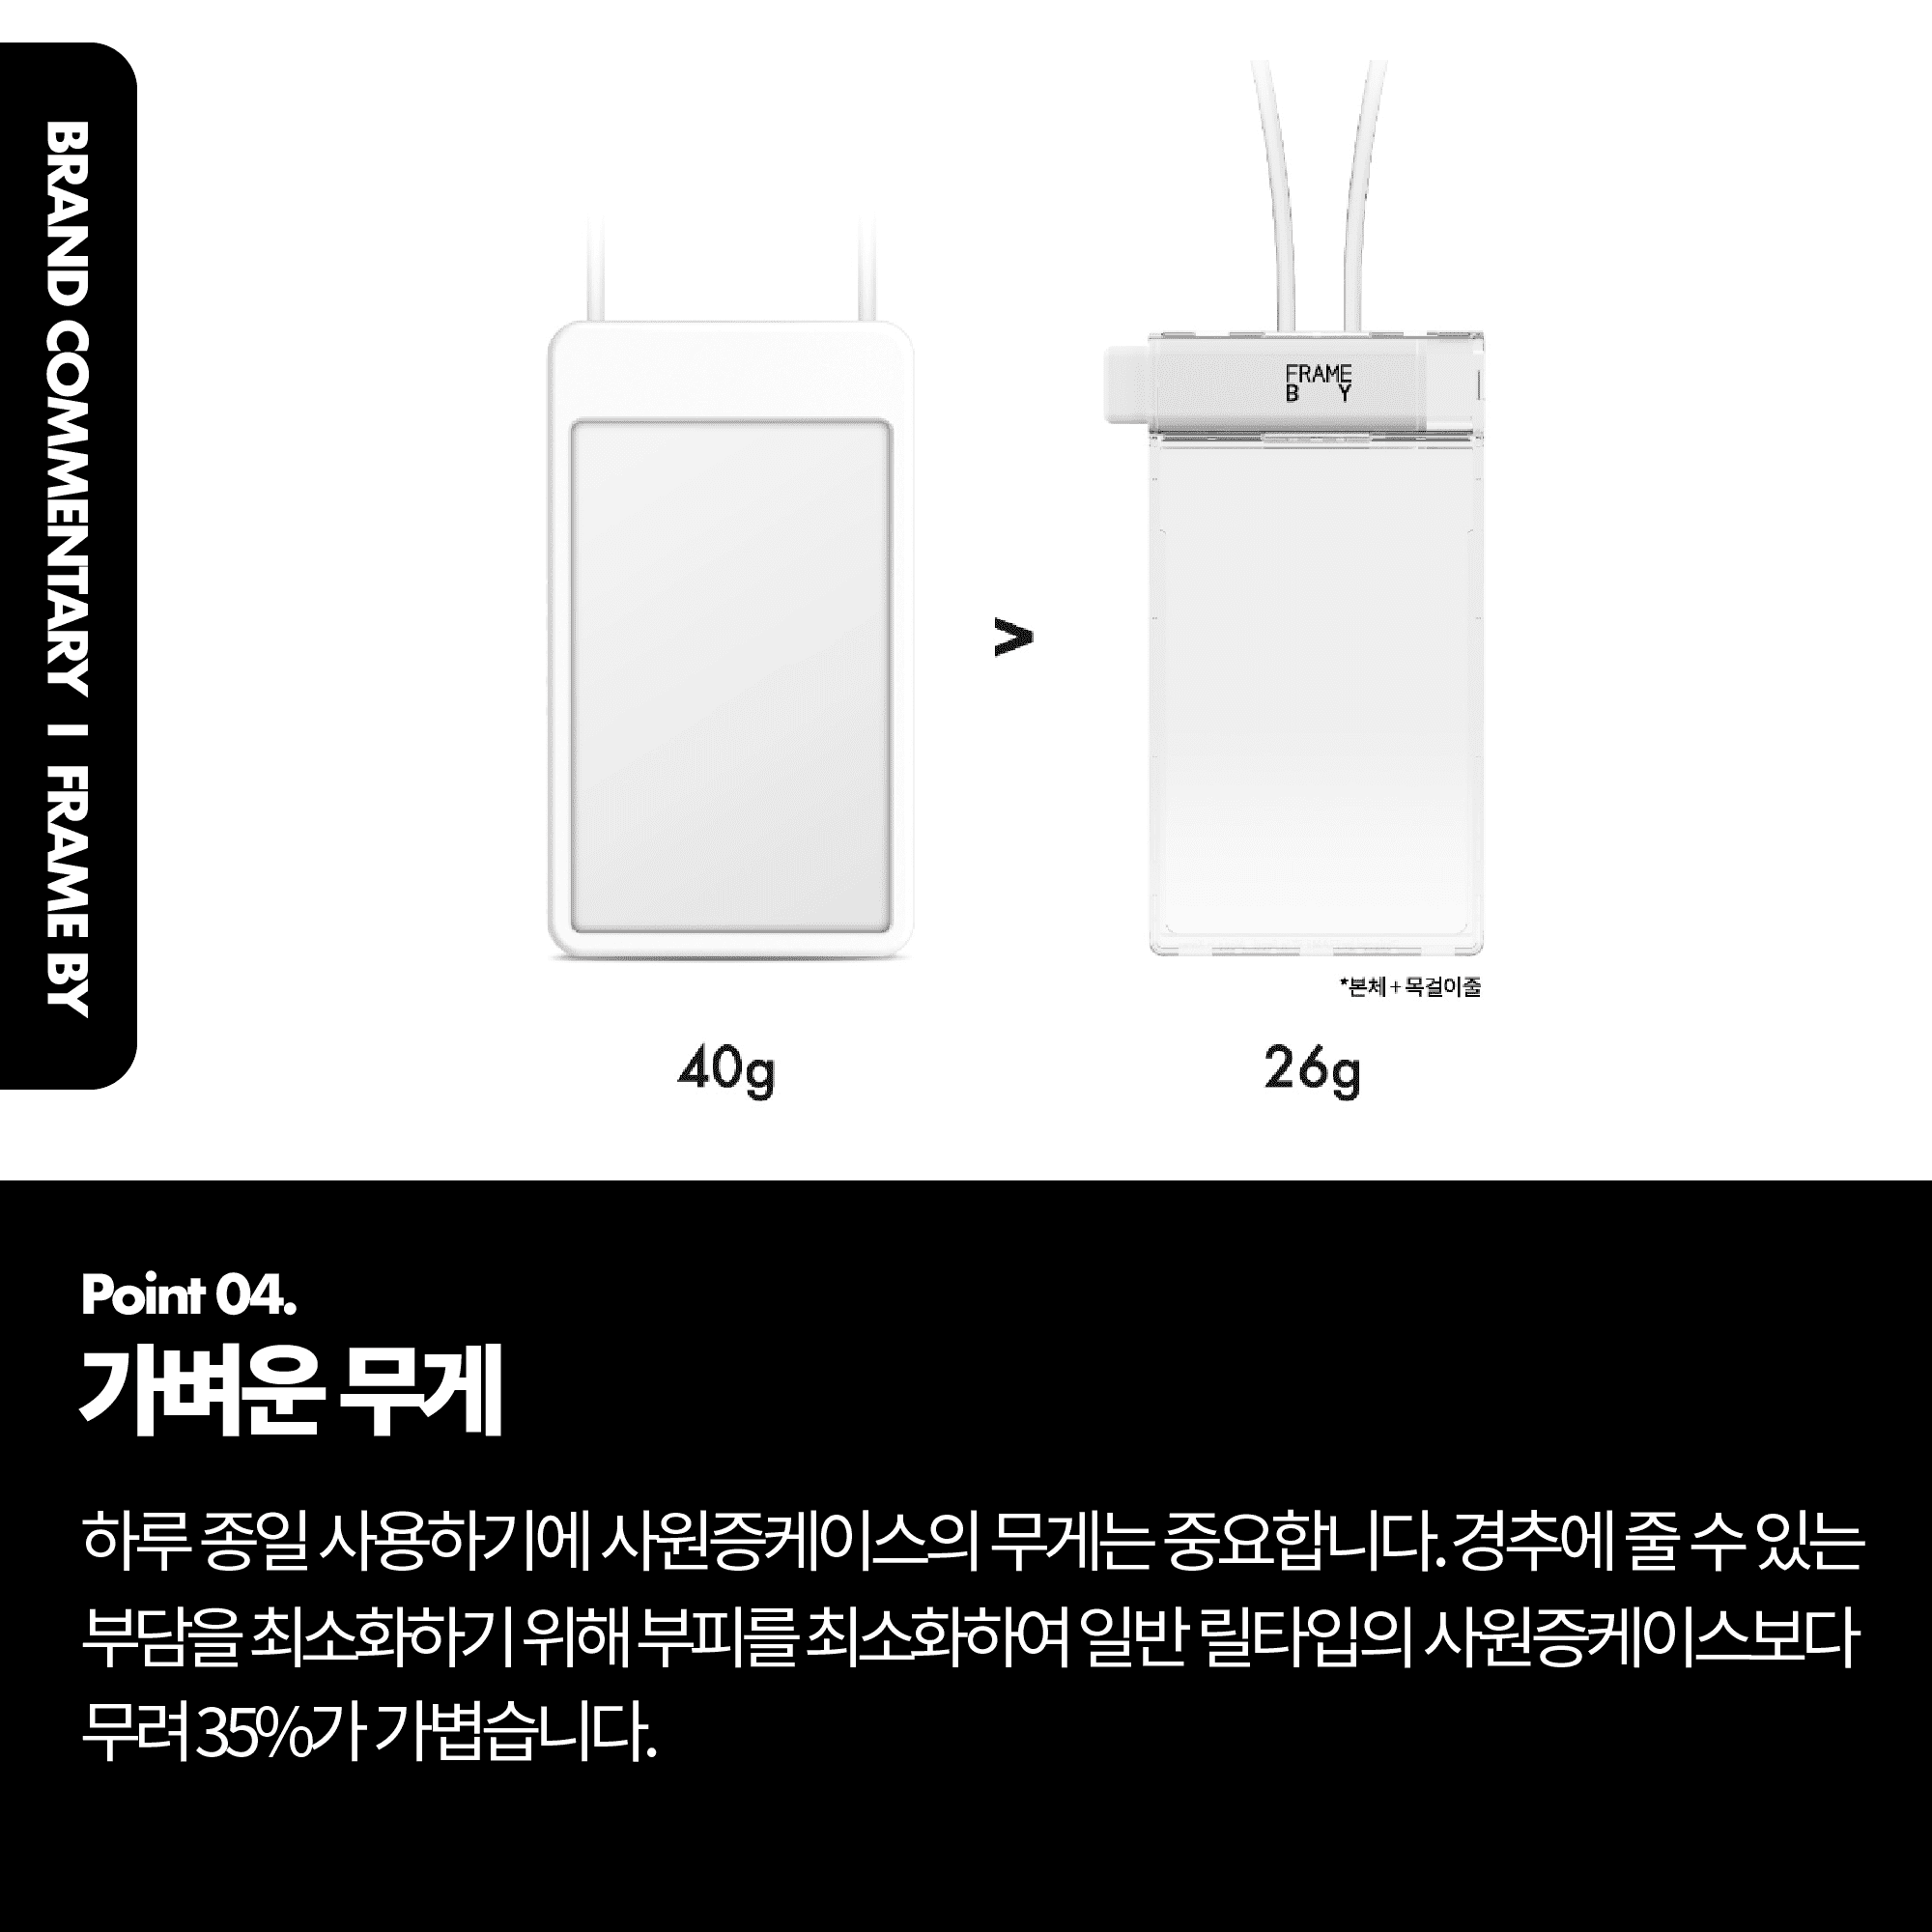 BRAND COMMENTARY I FRAME BY
FRAME
B Y
>
*본체 + 목걸이줄
40g
26g
Point 04.
가벼운 무게
하루 종일 사용하기에 사원증케이스의 무게는 중요합니다. 경추에 줄 수 있는
부담을 최소화하기 위해 부피를 최소화하여 일반 릴타입의 사원증케이스보다
무려 35%가 가볍습니다.